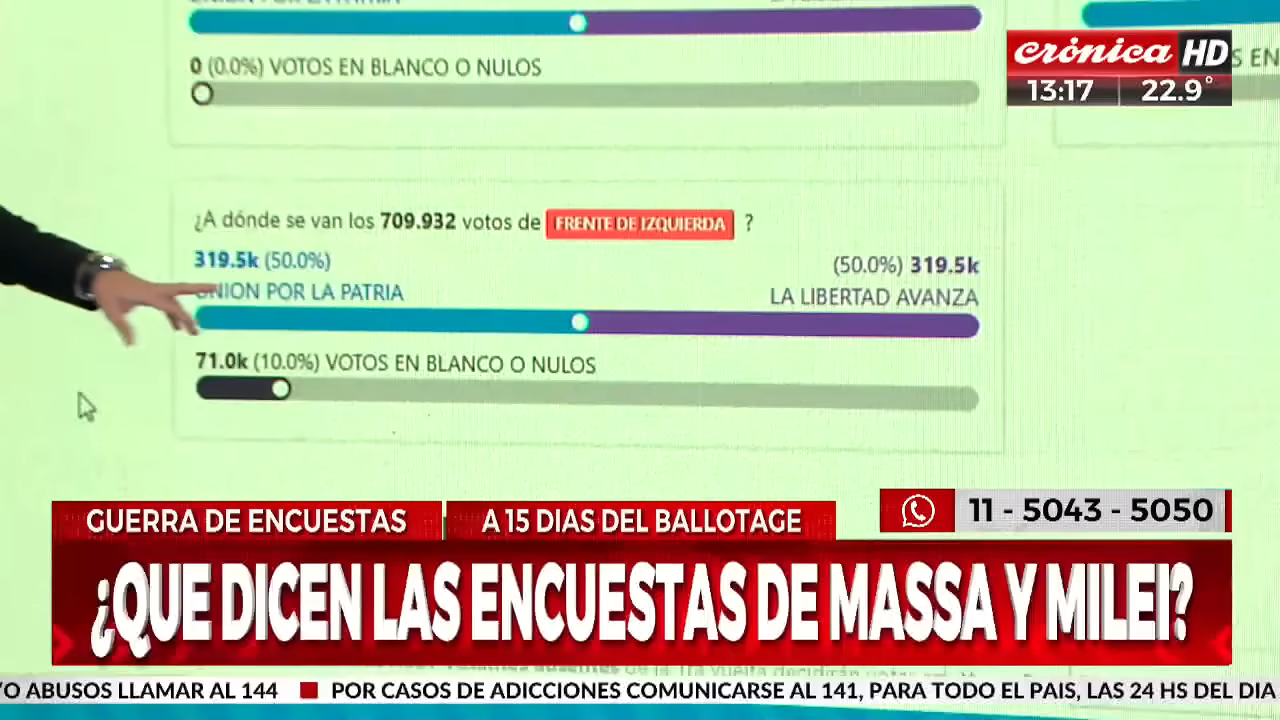 0 (0.0%) VOTOS EN BLANCO O NULOS
crónica HD
13:17 22.9°
¿A dónde se van los 709.932 votos de FRENTE DE IZQUIERDA ?
319.5k (50.0%)
(50.0%) 319.5k
UNION POR LA PATRIA
LA LIBERTAD AVANZA
71.0k (10.0%) VOTOS EN BLANCO O NULOS
GUERRA DE ENCUESTAS
A 15 DIAS DEL BALLOTAGE
11 - 5043 - 5050
¿QUE DICEN LAS ENCUESTAS DE MASSA Y MILEI?
/O ABUSOS LLAMAR AL 144 ■ POR CASOS DE ADICCIONES COMUNICARSE AL 141, PARA TODO EL PAIS, LAS 24 HS DEL DIA